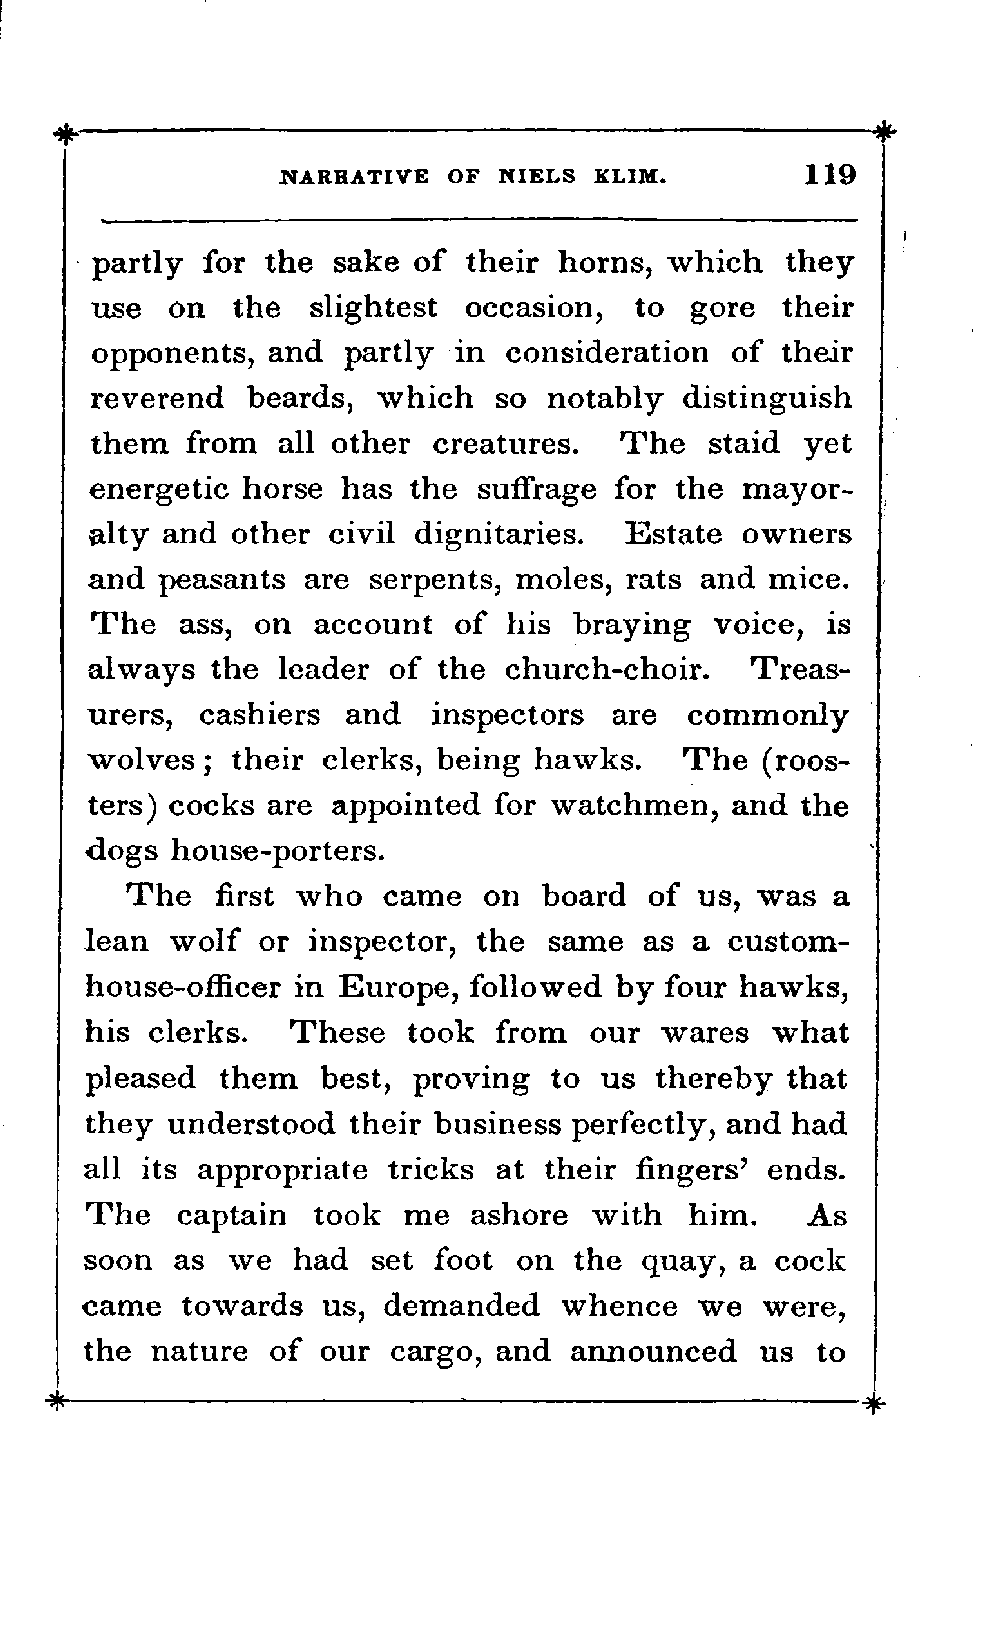 NARRATIVE OF NIELS KLIM. 119
partly for the sake of their horns, which they
use on the slightest occasion, to gore their
opponents, and partly in consideration of their
reverend beards, which so notably distinguish
them from all other creatures. The staid yet
energetic horse has the suffrage for the mayor-
alty and other civil dignitaries. Estate owners
and peasants are serpents, moles, rats and mice.
The ass, on account of his braying voice, is
always the leader of the church-choir. Treas-
urers, cashiers and inspectors are commonly
wolves; their clerks, being hawks. The (roos-
ters) cocks are appointed for watchmen, and the
dogs house-porters.
The first who came on board of us, was a
lean wolf or inspector, the same as a custom-
house-officer in Europe, followed by four hawks,
his clerks. These took from our wares what
pleased them best, proving to us thereby that
they understood their business perfectly, and had
all its appropriate tricks at their fingers' ends.
The captain took me ashore with him. As
soon as we had set foot on the quay, a cock
came towards us, demanded whence we were,
the nature of our cargo, and announced us to